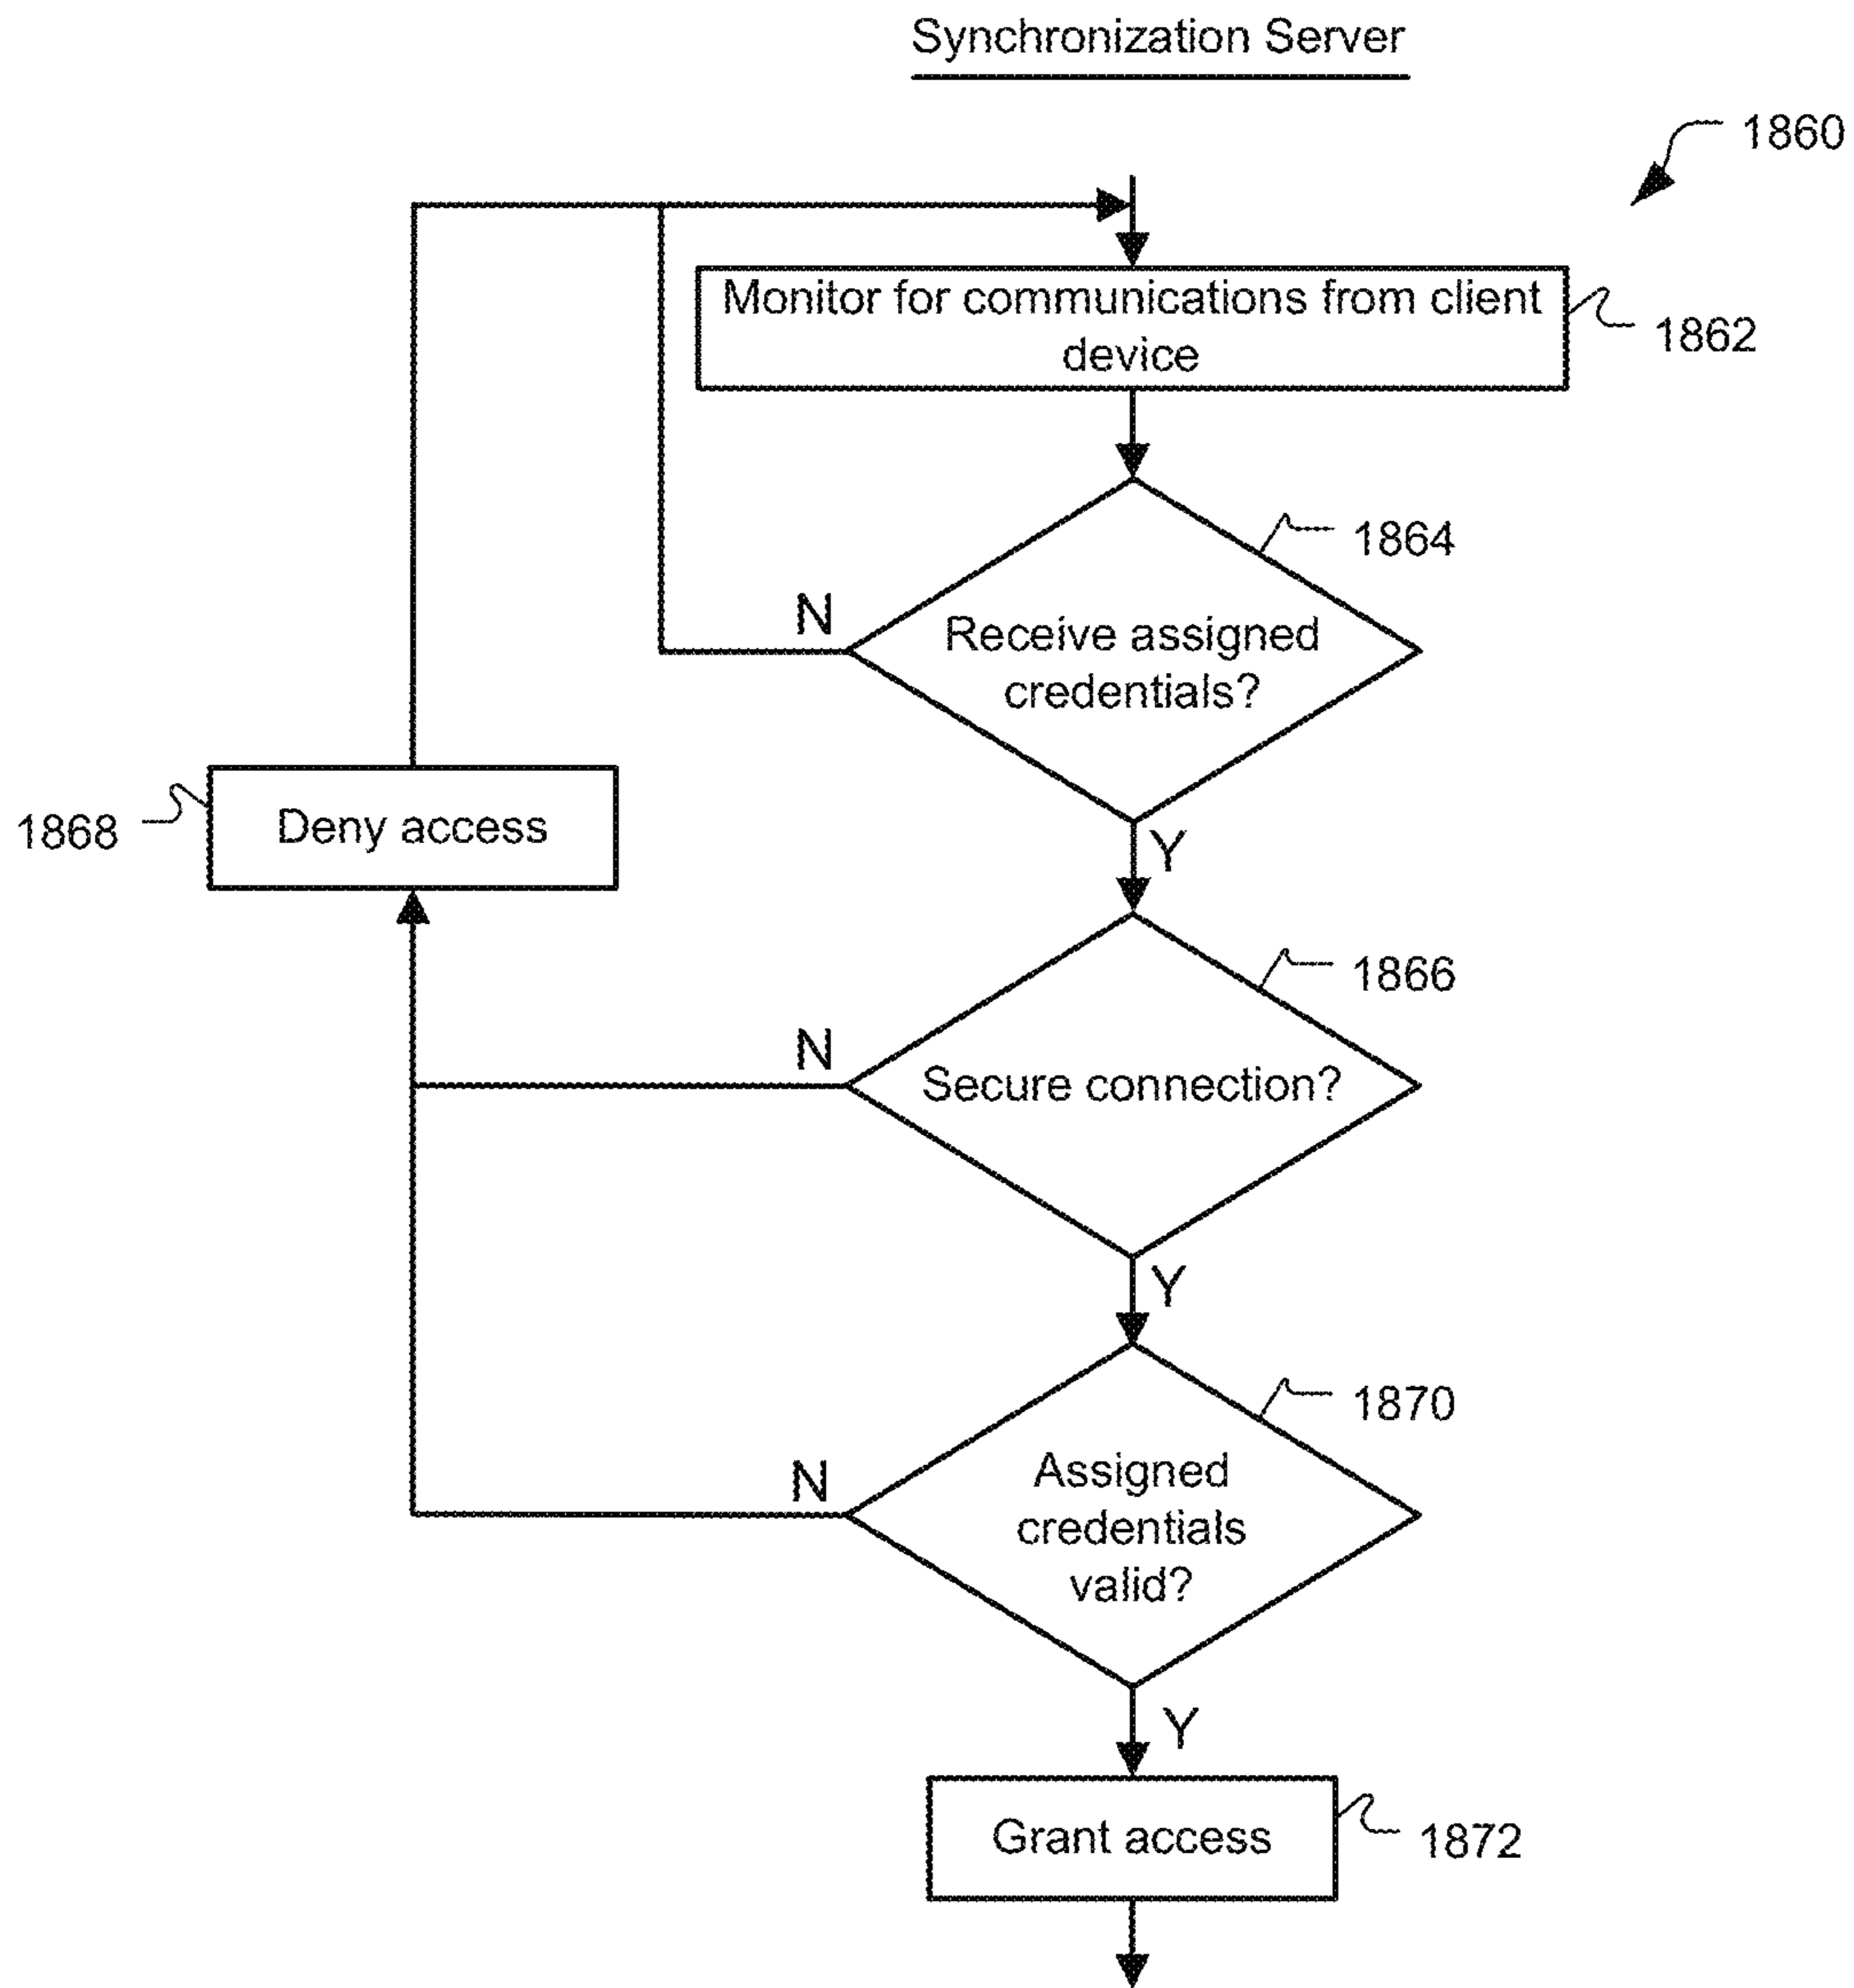 Synchronization Server
1860
Monitor for communications from client
device
1862
1864
N
Receive assigned
credentials?
1868
Deny access
Y
1866
N
Secure connection?
Y
1870
N
Assigned
credentials
valid?
Y
Grant access
1872